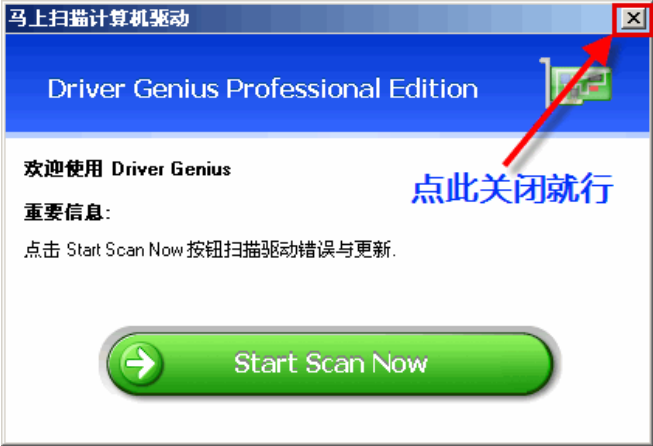 马上扫描计算机驱动
Driver Genius Professional Edition
欢迎使用 Driver Genius
点此关闭就行
重要信息:
点击 Start Scan Now 按钮扫描驱动错误与更新.
Start Scan Now